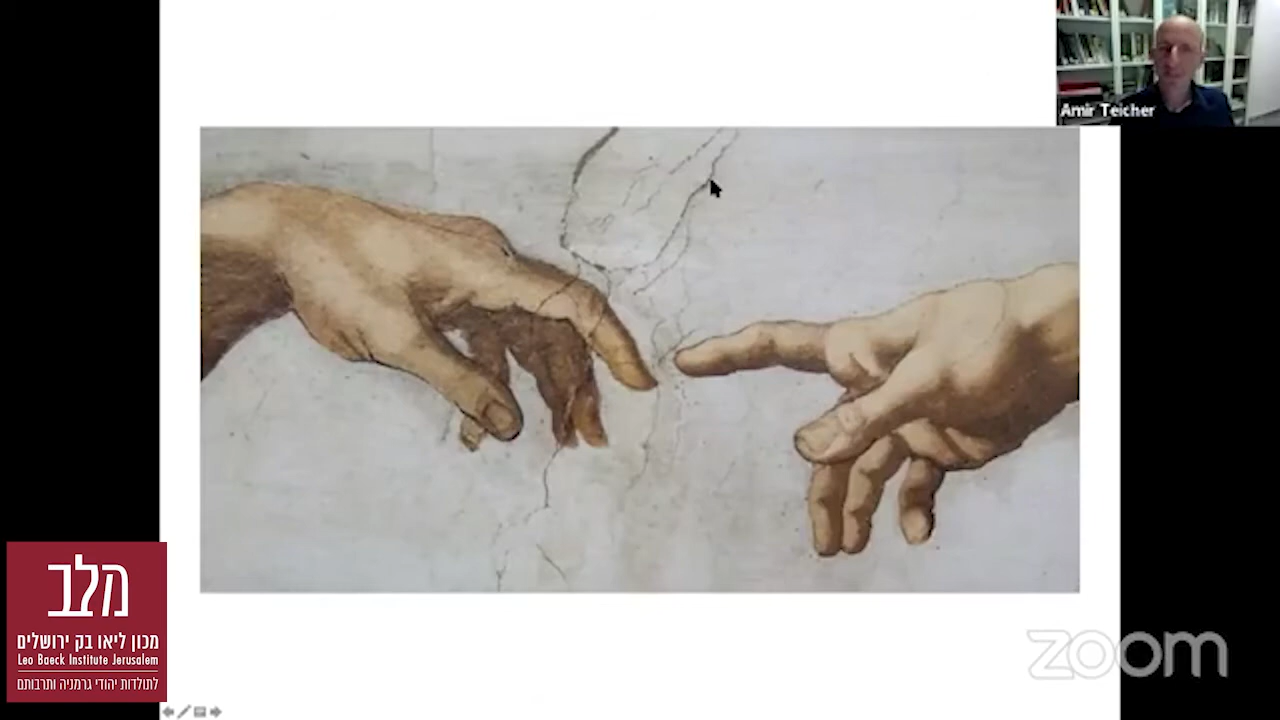 Amir Teicher
מלב
מכון ליאו בק ירושלים
Leo Baeck Institute Jerusalem
לתולדות יהודי גרמניה ותרבותם
zoom